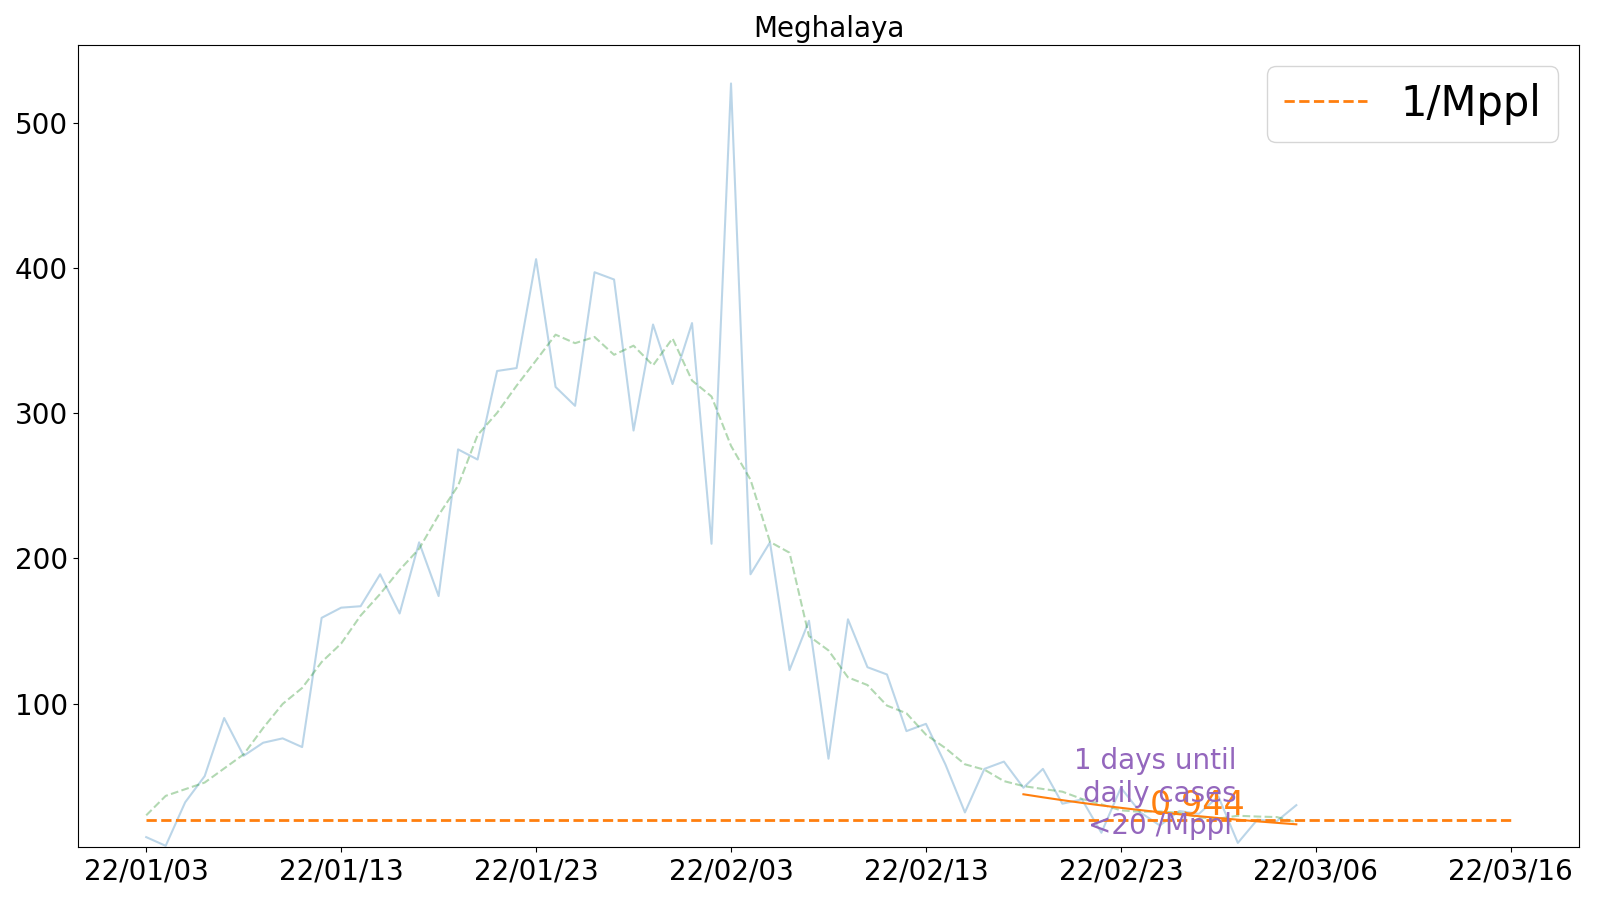 Meghalaya
1/Mppl
500
400
300
200
100
1 days until
daily cases
0.944
<20 /Mppl
22/01/03 22/01/13 22/01/23 22/02/03 22/02/13 22/02/23 22/03/06 22/03/16